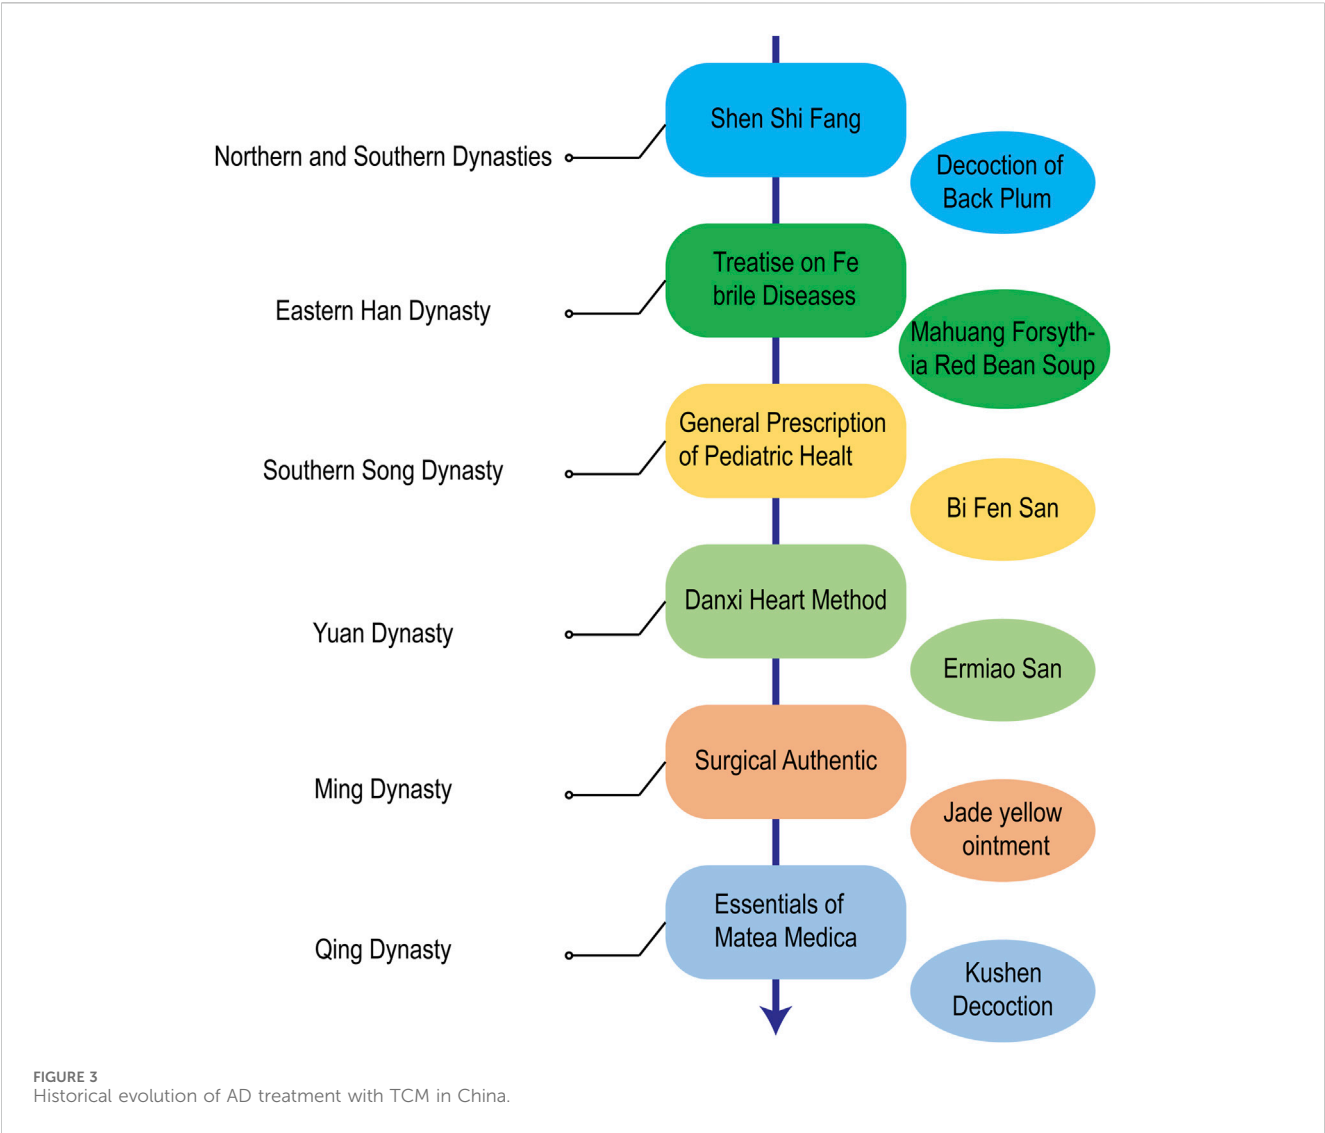 Northern and Southern Dynasties
Shen Shi Fang
Decoction of
Back Plum
Eastern Han Dynasty
Treatise on Fe
brile Diseases
Mahuang Forsyth-
ia Red Bean Soup
Southern Song Dynasty
General Prescription
of Pediatric Healt
Bi Fen San
Yuan Dynasty
Danxi Heart Method
Ermiao San
Ming Dynasty
Surgical Authentic
Jade yellow
ointment
Qing Dynasty
Essentials of
Matea Medica
Kushen
Decoction
FIGURE 3
Historical evolution of AD treatment with TCM in China.